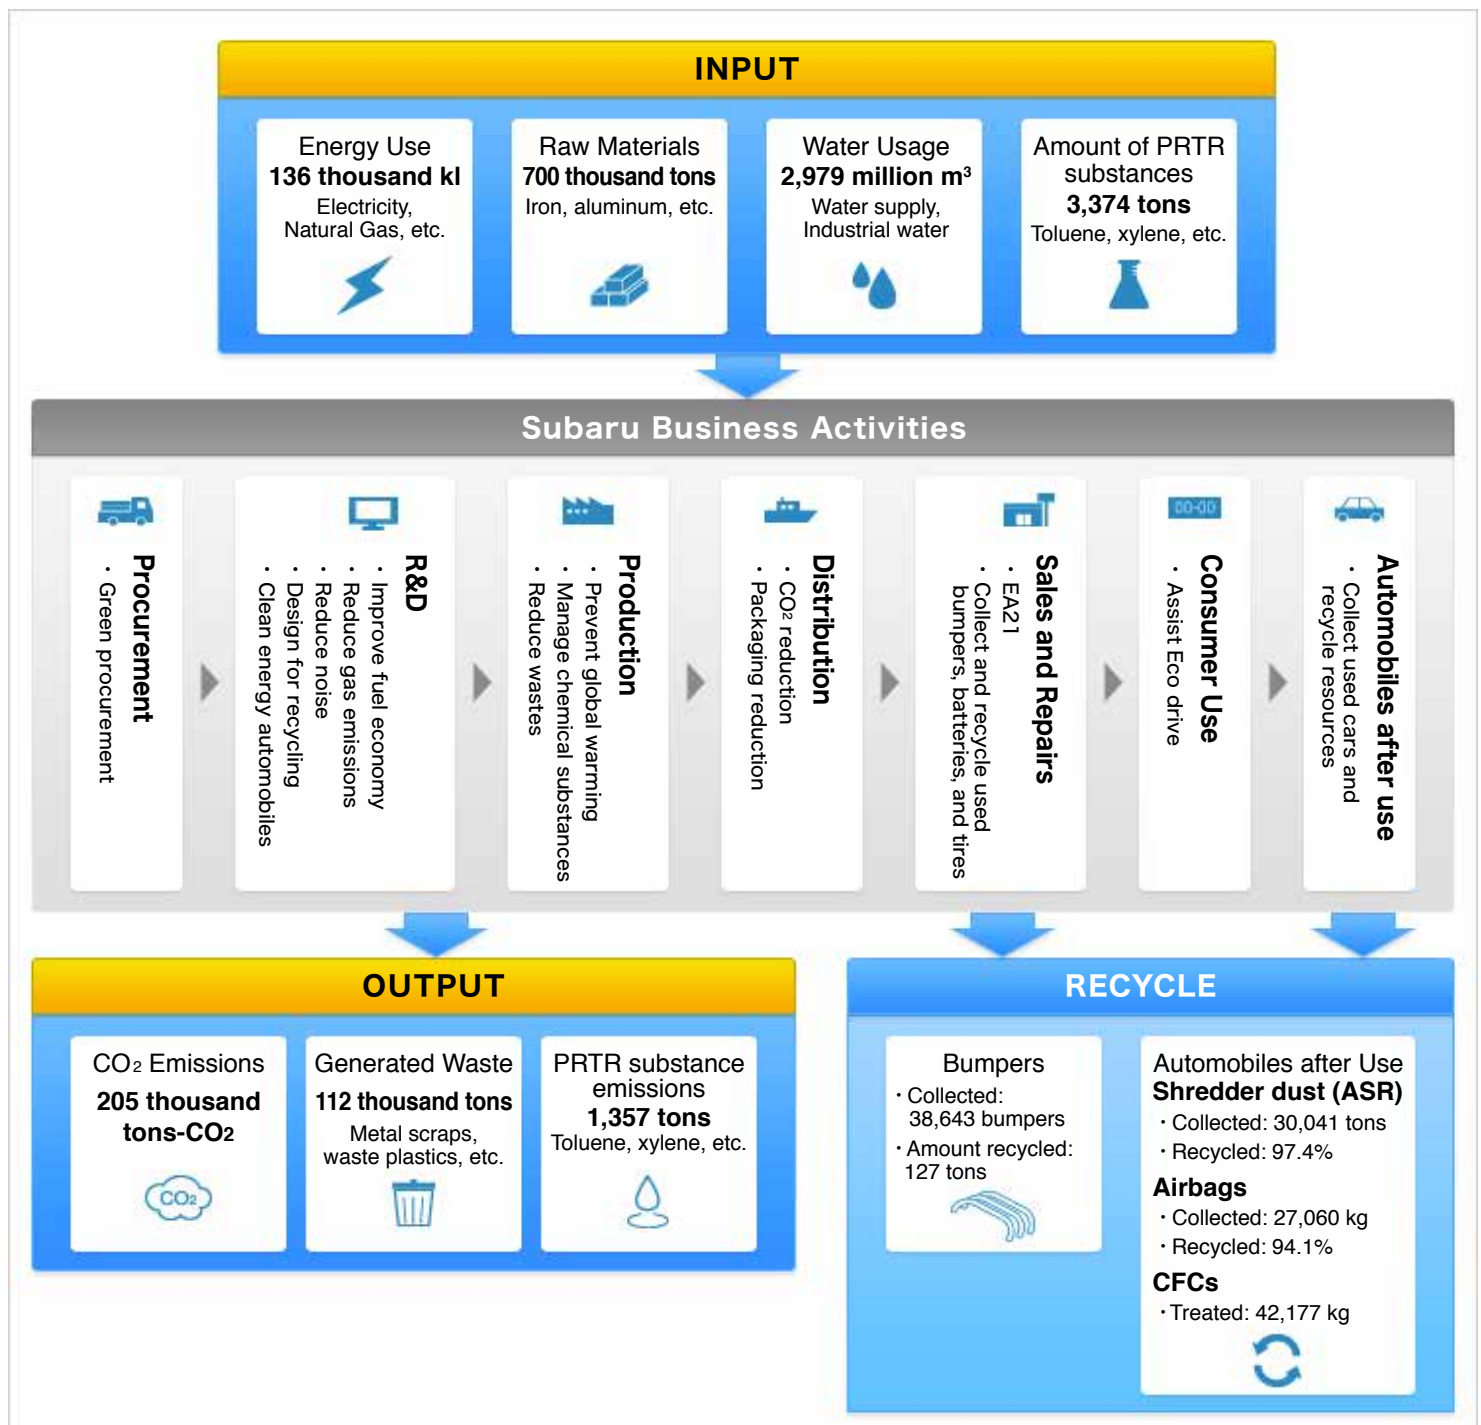 INPUT
Energy Use
136 thousand kl
Electricity,
Natural Gas, etc.
Raw Materials
700 thousand tons
Iron, aluminum, etc.
Water Usage
2,979 million m³
Water supply,
Industrial water
Amount of PRTR
substances
3,374 tons
Toluene, xylene, etc.
Subaru Business Activities
Procurement
・Green procurement
R&D
・Improve fuel economy
・Reduce gas emissions
・Reduce noise
・Design for recycling
・Clean energy automobiles
Production
・Prevent global warming
・Manage chemical substances
・Reduce wastes
Distribution
・CO2 reduction
・Packaging reduction
Sales and Repairs
・EA21
・Collect and recycle used
bumpers, batteries, and tires
00-00
Consumer Use
・Assist Eco drive
Automobiles after use
・Collect used cars and
recycle resources
OUTPUT
CO2 Emissions
205 thousand
tons-CO2
CO2
Generated Waste
112 thousand tons
Metal scraps,
waste plastics, etc.
PRTR substance
emissions
1,357 tons
Toluene, xylene, etc.
RECYCLE
Bumpers
・Collected:
38,643 bumpers
・Amount recycled:
127 tons
Automobiles after Use
Shredder dust (ASR)
・Collected: 30,041 tons
・Recycled: 97.4%
Airbags
・Collected: 27,060 kg
・Recycled: 94.1%
CFCs
・Treated: 42,177 kg